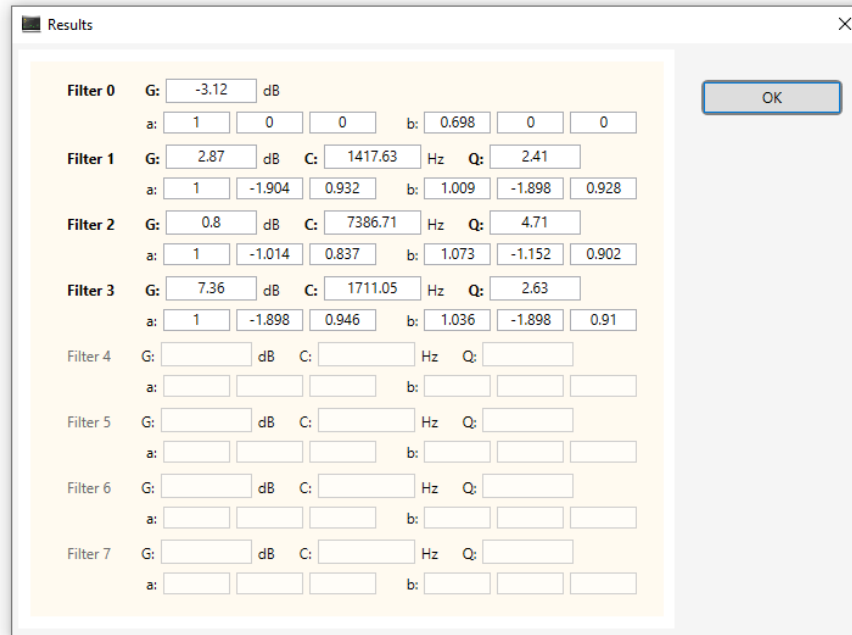 Results
Filter 0 G: -3.12 dB
OK
a: 1 0 0 b: 0.698 0 0
Filter 1 G: 2.87 dB C: 1417.63 Hz Q: 2.41
a: 1 -1.904 0.932 b: 1.009 -1.898 0.928
Filter 2 G: 0.8 dB C: 7386.71 Hz Q: 4.71
a: 1 -1.014 0.837 b: 1.073 -1.152 0.902
Filter 3 G: 7.36 dB C: 1711.05 Hz Q: 2.63
a: 1 -1.898 0.946 b: 1.036 -1.898 0.91
Filter 4 G: dB C: Hz Q:
a: b:
Filter 5 G: dB C: Hz Q:
a: b:
Filter 6 G: dB C: Hz Q:
a: b:
Filter 7 G: dB C: Hz Q:
a: b: